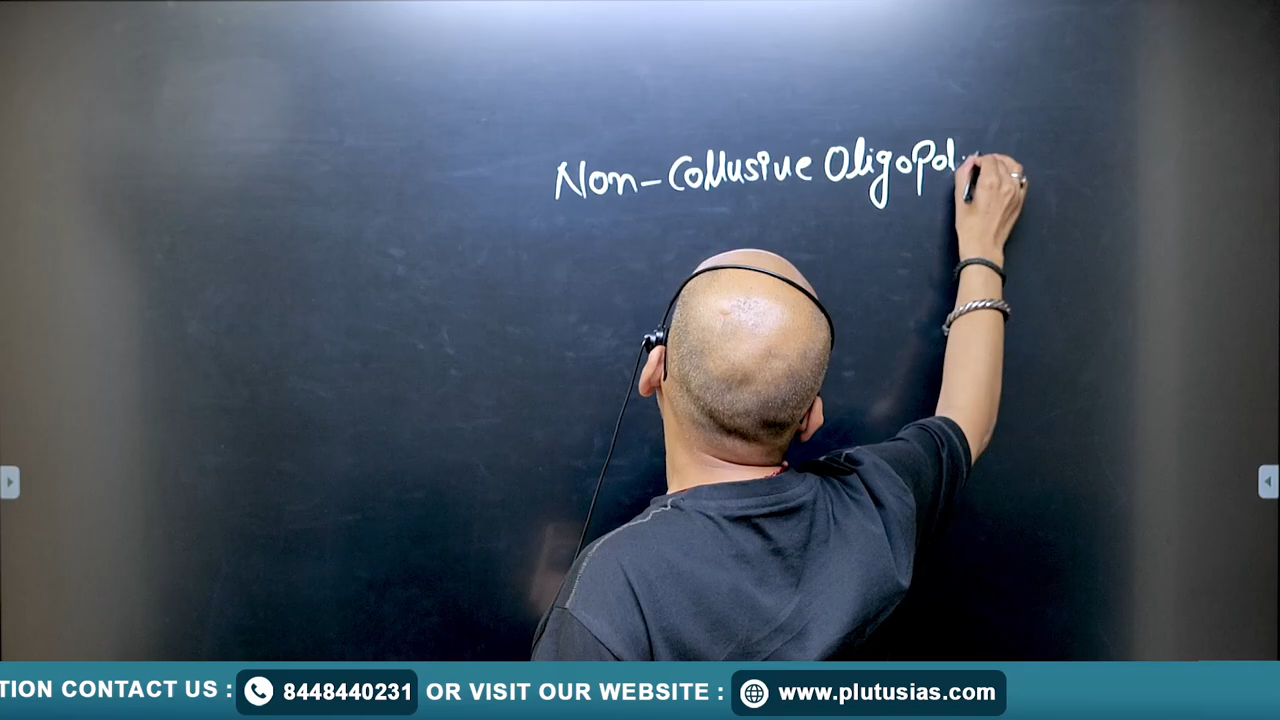 Non-Collusive Oligopol
TION CONTACT US : 8448440231 OR VISIT OUR WEBSITE : www.plutusias.com